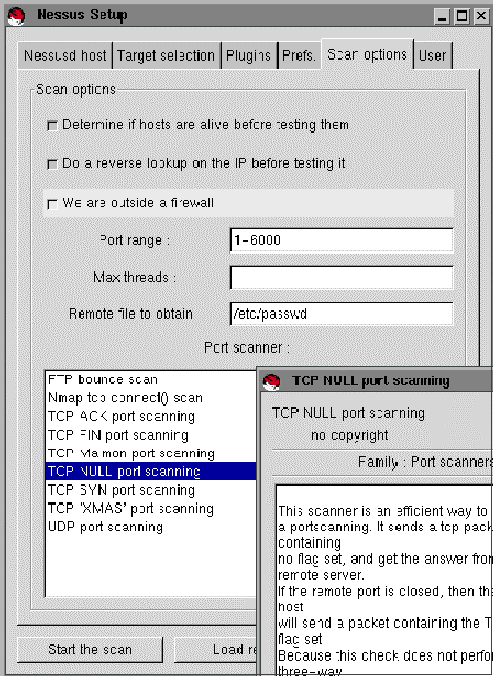 Nessus Setup
Nessusd host
Target selection
Plugins
Prefs.
Scan options
User
Scan options
Determine if hosts are alive before testing them
Do a reverse lookup on the IP before testing it
We are outside a firewall
Port range :
1-6000
Max threads :
Remote file to obtain
/etc/passwd
Port scanner :
FTP bounce scan
Nmap tcp connect() scan
TCP ACK port scanning
TCP FIN port scanning
TCP Maimon port scanning
TCP NULL port scanning
TCP SYN port scanning
TCP 'XMAS' port scanning
UDP port scanning
Start the scan
Load re
TCP NULL port scanning
TCP NULL port scanning
no copyright
Family : Port scanners
This scanner is an efficient way to
a portscanning. It sends a tcp pack
containing
no flag set, and get the answer from
remote server.
If the remote port is closed, then the
host
will send a packet containing the T
flag set
Because this check does not perfo
three-way